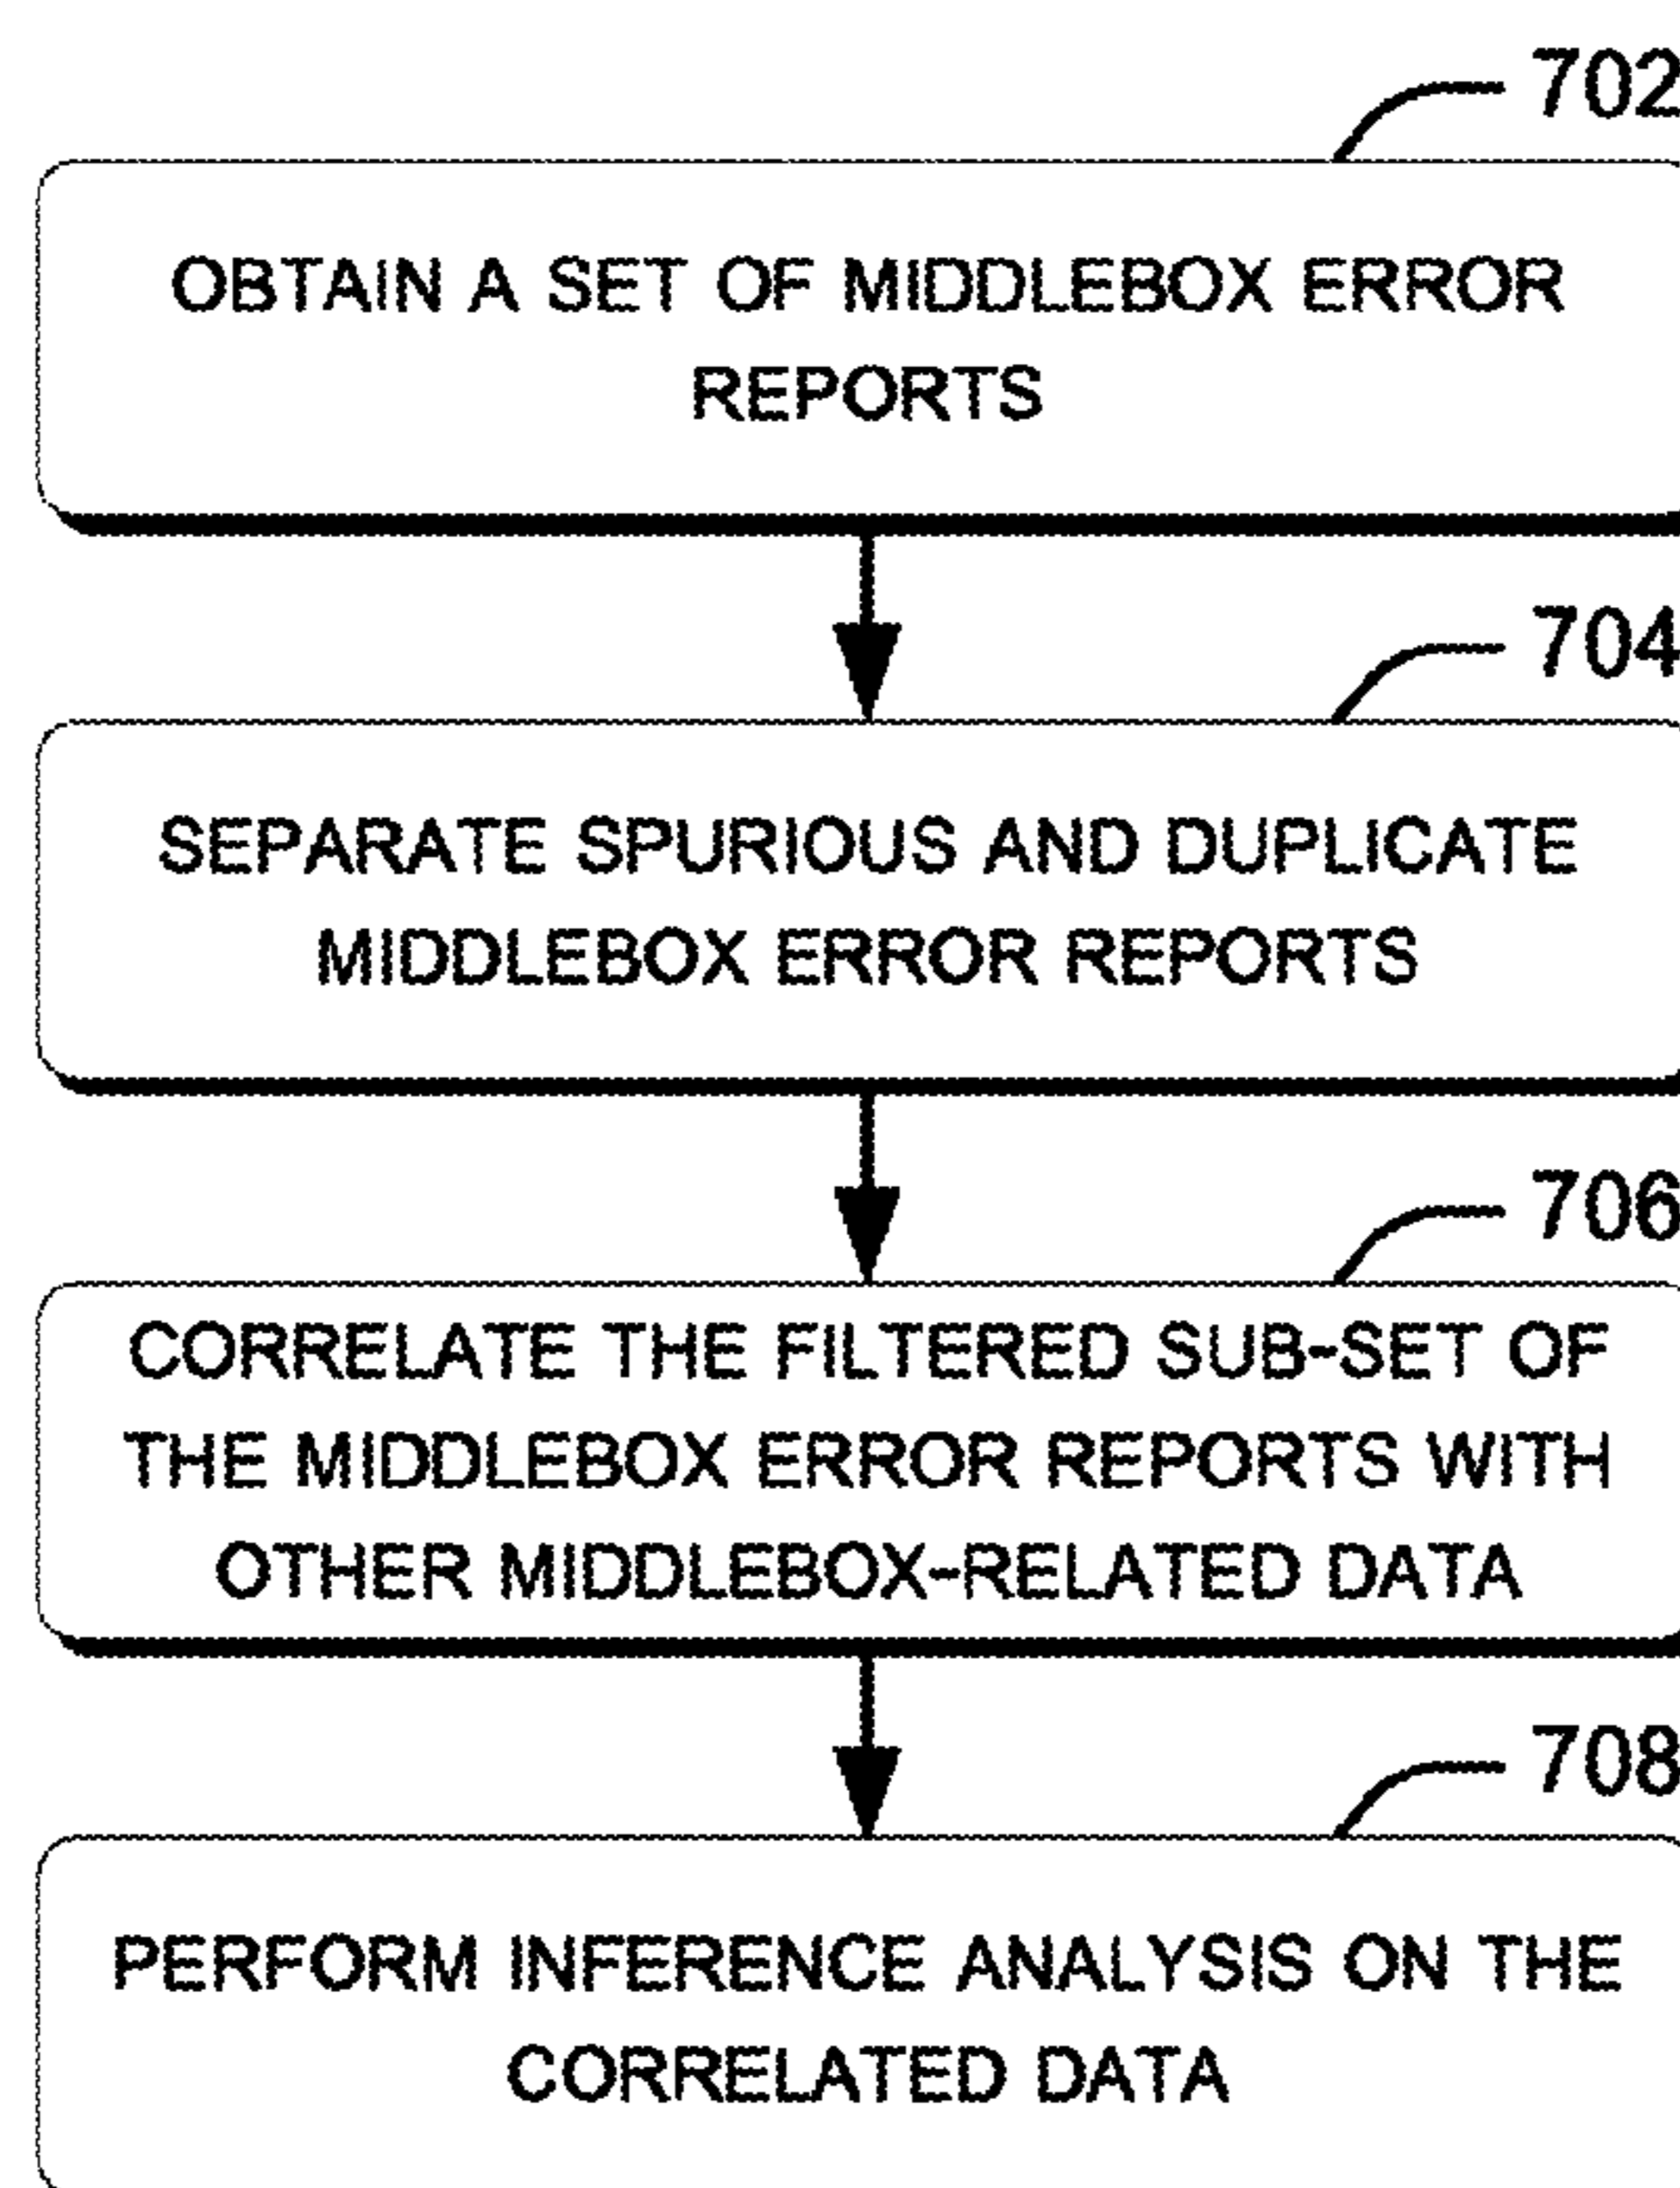 702
OBTAIN A SET OF MIDDLEBOX ERROR
REPORTS
704
SEPARATE SPURIOUS AND DUPLICATE
MIDDLEBOX ERROR REPORTS
706
CORRELATE THE FILTERED SUB-SET OF
THE MIDDLEBOX ERROR REPORTS WITH
OTHER MIDDLEBOX-RELATED DATA
708
PERFORM INFERENCE ANALYSIS ON THE
CORRELATED DATA